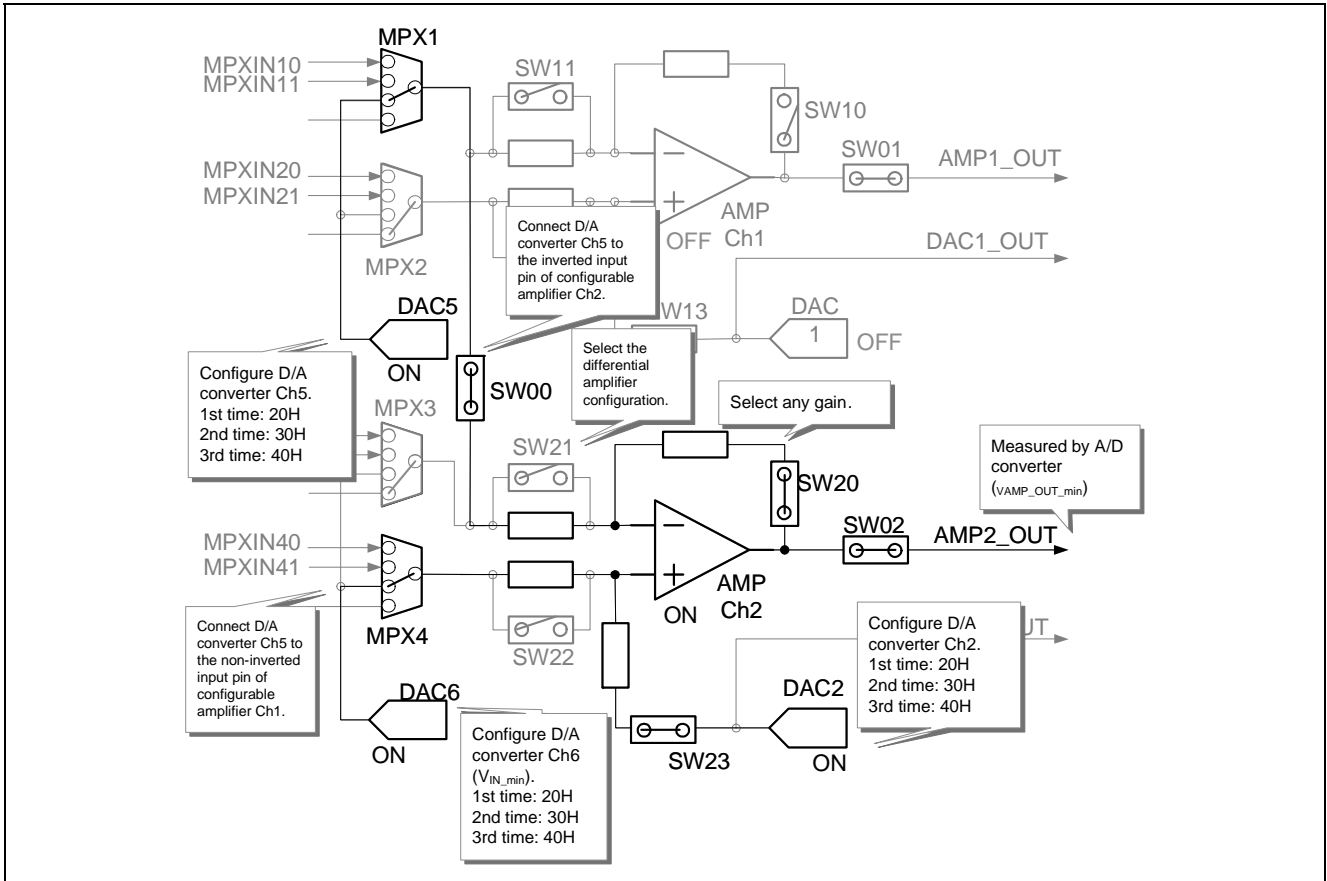 MPX1
MPXIN10
MPXIN11
SW11
SW10
SW01
AMP1_OUT
MPXIN20
MPXIN21
MPX2
−
+
AMP
Ch1
OFF
Connect D/A
converter Ch5 to
the inverted input
pin of configurable
amplifier Ch2.
DAC1_OUT
DAC5
ON
W13
DAC
1
OFF
Configure D/A
converter Ch5.
1st time: 20H
2nd time: 30H
3rd time: 40H
SW00
Select the
differential
amplifier
configuration.
Select any gain.
MPX3
SW21
SW20
Measured by A/D
converter
(VAMP_OUT_min)
SW02
AMP2_OUT
MPXIN40
MPXIN41
MPX4
−
+
AMP
Ch2
ON
SW22
Connect D/A
converter Ch5 to
the non-inverted
input pin of
configurable
amplifier Ch1.
DAC6
ON
Configure D/A
converter Ch6
(VIN_min).
1st time: 20H
2nd time: 30H
3rd time: 40H
SW23
DAC2
ON
Configure D/A
converter Ch2.
1st time: 20H
2nd time: 30H
3rd time: 40H
UT